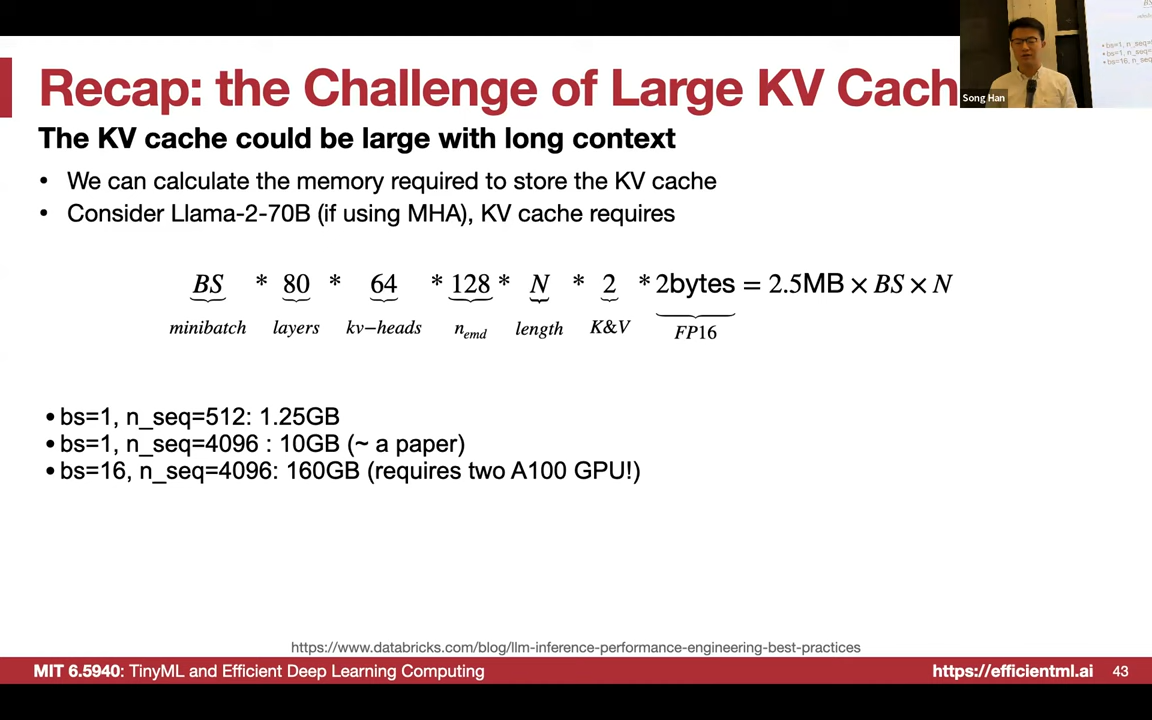 Recap: the Challenge of Large KV Cach
Song Han
The KV cache could be large with long context
• We can calculate the memory required to store the KV cache
• Consider Llama-2-70B (if using MHA), KV cache requires
BS * 80 * 64 * 128 * N * 2 * 2bytes = 2.5MB × BS × N
minibatch layers kv−heads n_emd length K&V FP16
• bs=1, n_seq=512: 1.25GB
• bs=1, n_seq=4096 : 10GB (~ a paper)
• bs=16, n_seq=4096: 160GB (requires two A100 GPU!)
https://www.databricks.com/blog/llm-inference-performance-engineering-best-practices
MIT 6.5940: TinyML and Efficient Deep Learning Computing https://efficientml.ai 43